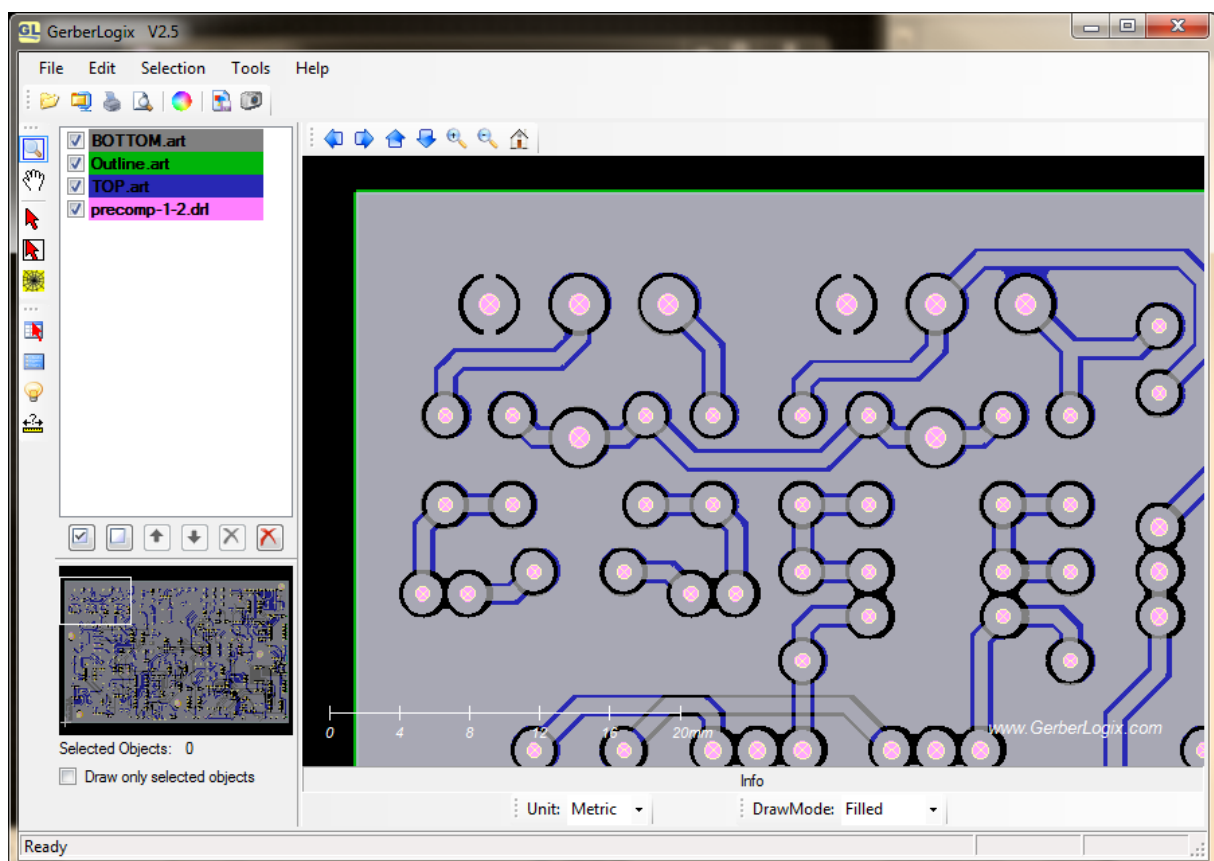 GL GerberLogix V2.5
File Edit Selection Tools Help
BOTTOM.art
Outline.art
TOP.art
precomp-1-2.drl
0 4 8 12 16 20mm
www.GerberLogix.com
Selected Objects: 0
Draw only selected objects
Info
Unit: Metric DrawMode: Filled
Ready